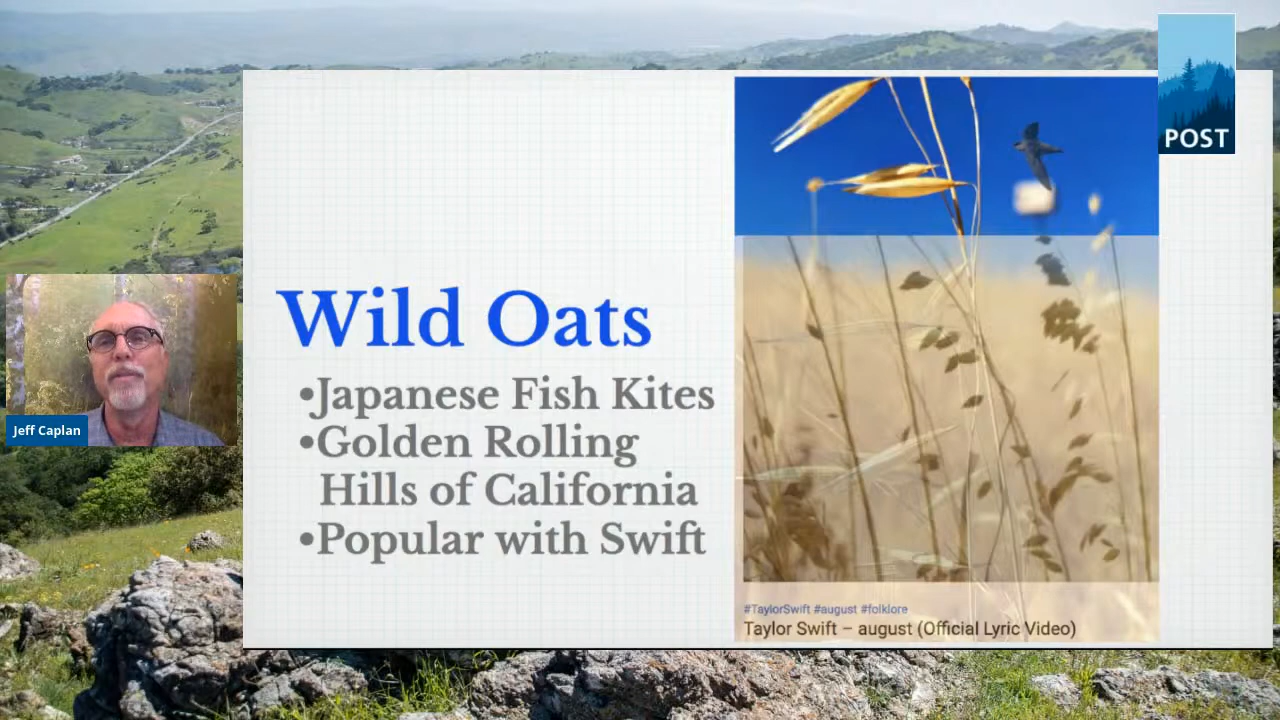 POST
Wild Oats
•Japanese Fish Kites
•Golden Rolling
Hills of California
•Popular with Swift
Jeff Caplan
#TaylorSwift #august #folklore
Taylor Swift – august (Official Lyric Video)